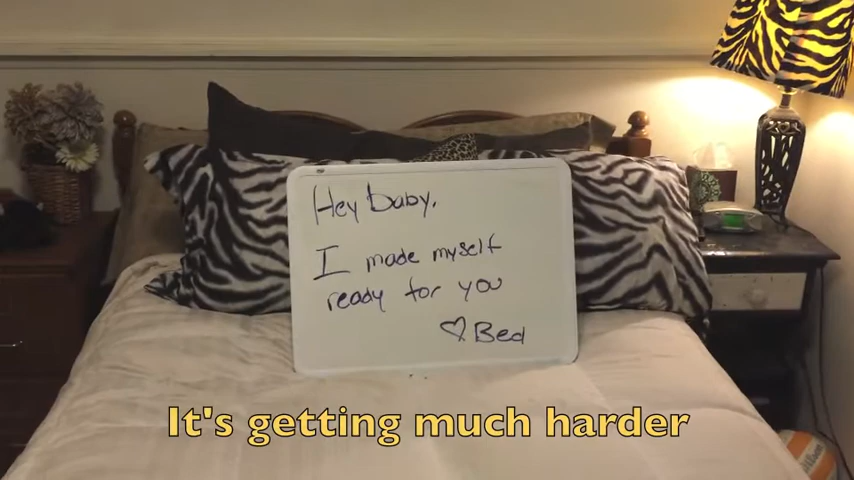 Hey baby,
I made myself
ready for you
♡ Bed
It's getting much harder